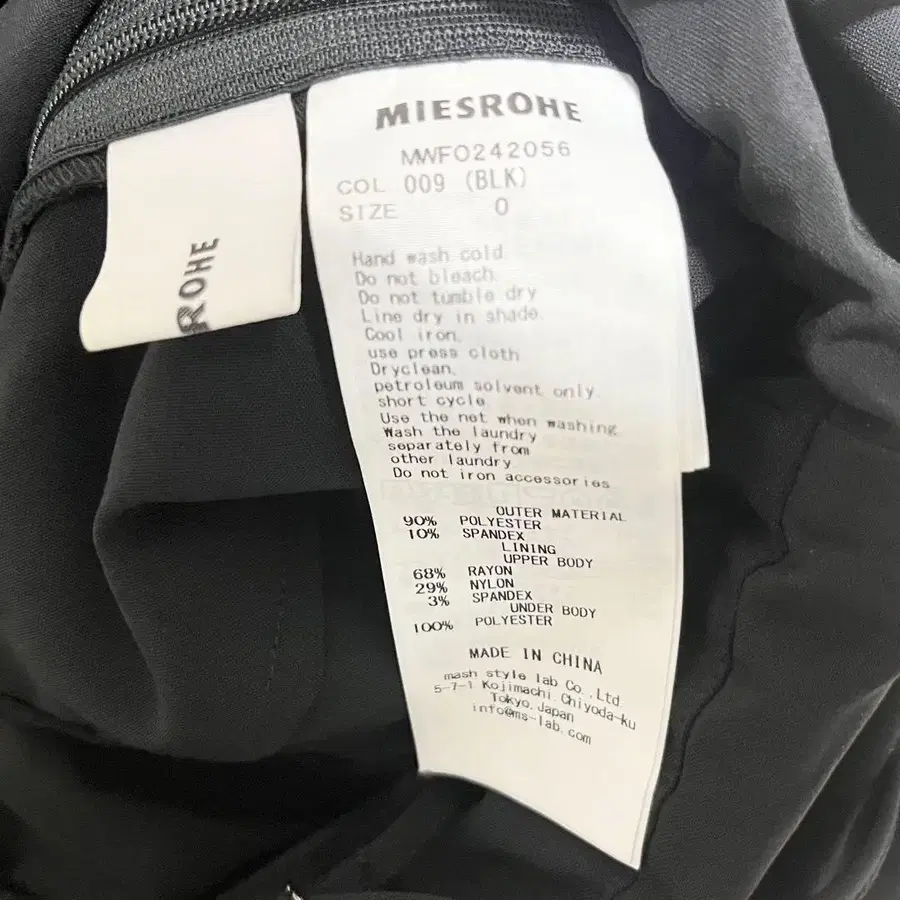 MIESROHE
MWFO242056
COL 009 (BLK)
SIZE 0
Hand wash cold.
Do not bleach.
Do not tumble dry
Line dry in shade.
Cool iron.
use press cloth
Dryclean.
petroleum solvent only.
short cycle
Use the net when washing.
Wash the laundry
separately from
other laundry.
Do not iron accessories
OUTER MATERIAL
90% POLYESTER
10% SPANDEX
LINING
UPPER BODY
68% RAYON
29% NYLON
3% SPANDEX
UNDER BODY
100% POLYESTER
MADE IN CHINA
mash style lab Co.,Ltd.
5-7-1 Kojimachi.Chiyoda-ku
Tokyo.Japan
info@ms-lab.com
ROHE